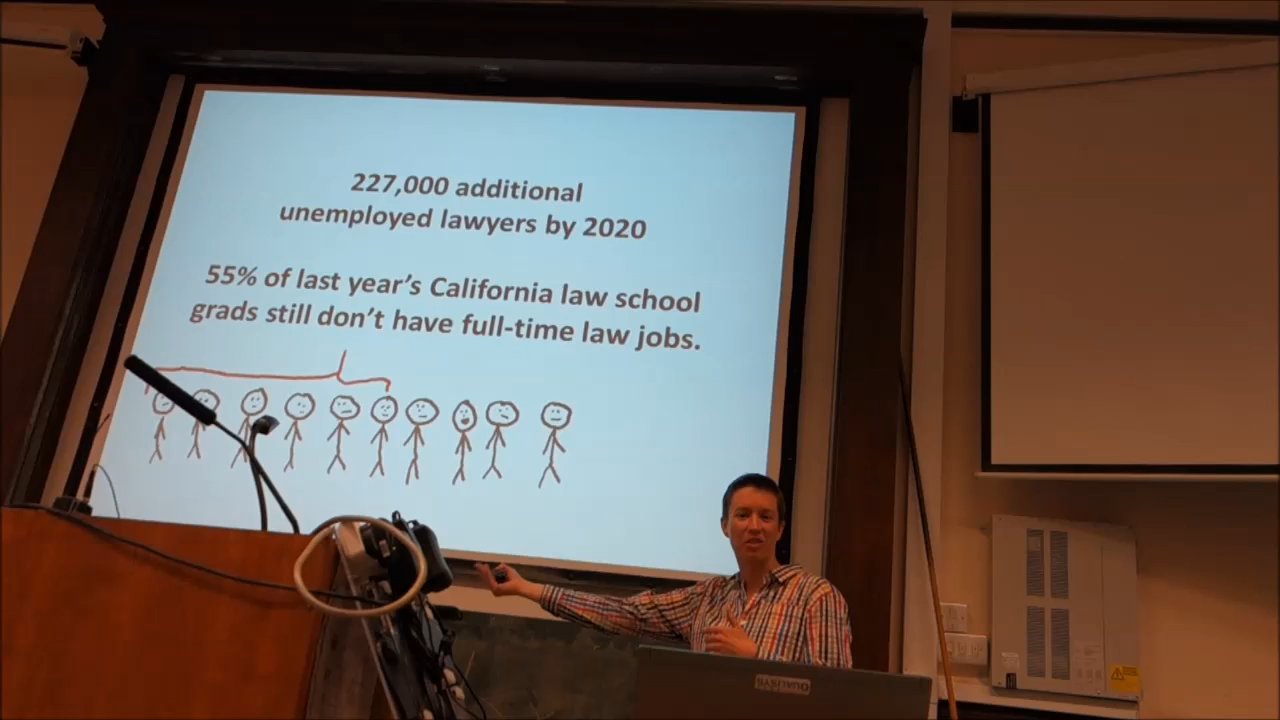 227,000 additional
unemployed lawyers by 2020
55% of last year's California law school
grads still don't have full-time law jobs.
QUALISYS